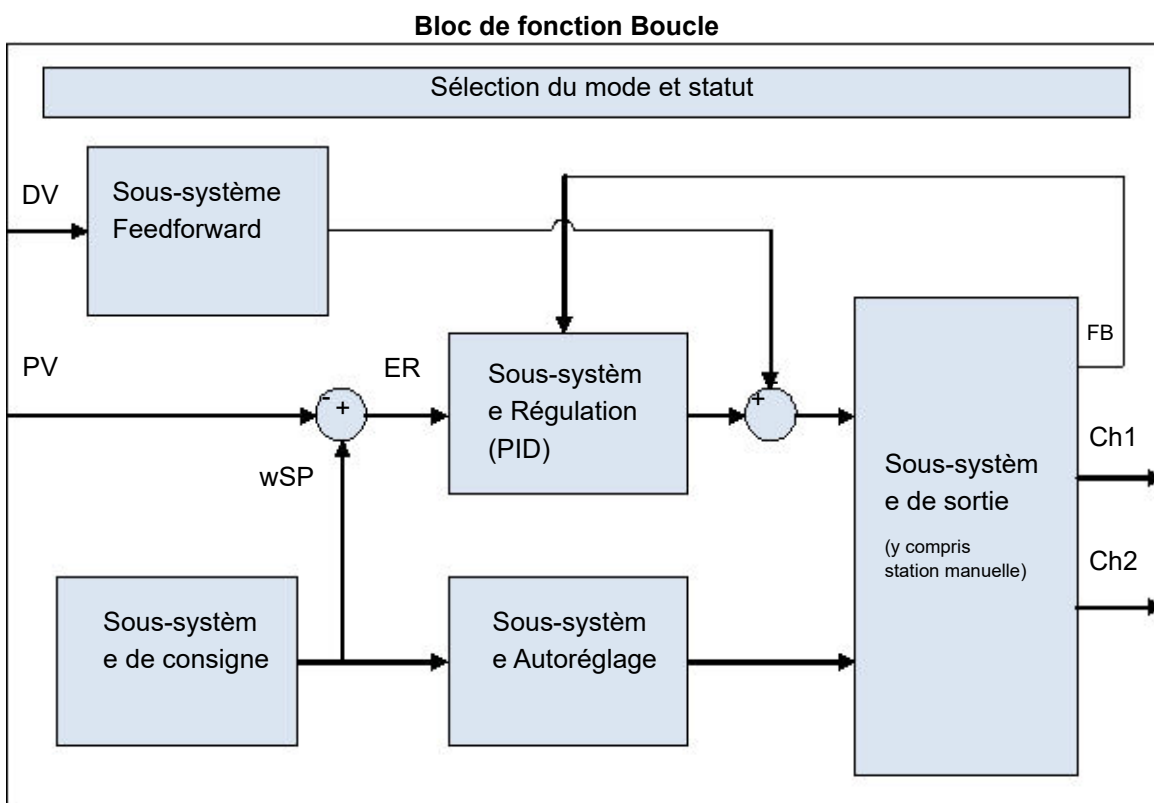 Bloc de fonction Boucle
Sélection du mode et statut
DV
Sous-système
Feedforward
FB
PV
ER
- +
Sous-systèm
e Régulation
(PID)
+
Ch1
wSP
Sous-systèm
e de sortie
(y compris
station manuelle)
Ch2
Sous-systèm
e de consigne
Sous-systèm
e Autoréglage